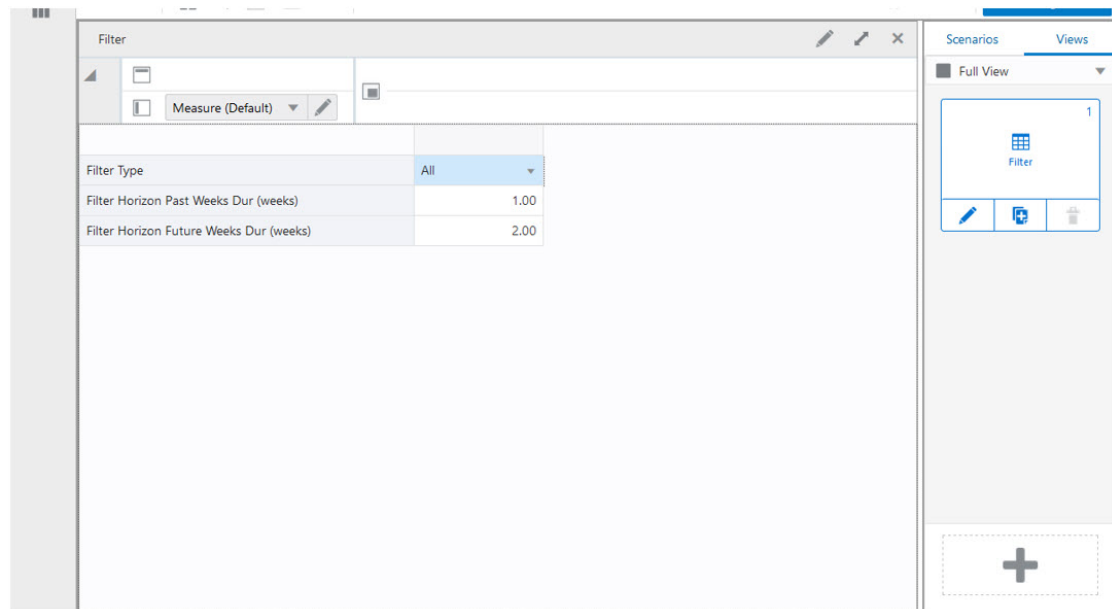 Filter
Scenarios Views
Full View
Measure (Default)
1
Filter
Filter Type All
Filter Horizon Past Weeks Dur (weeks) 1.00
Filter Horizon Future Weeks Dur (weeks) 2.00